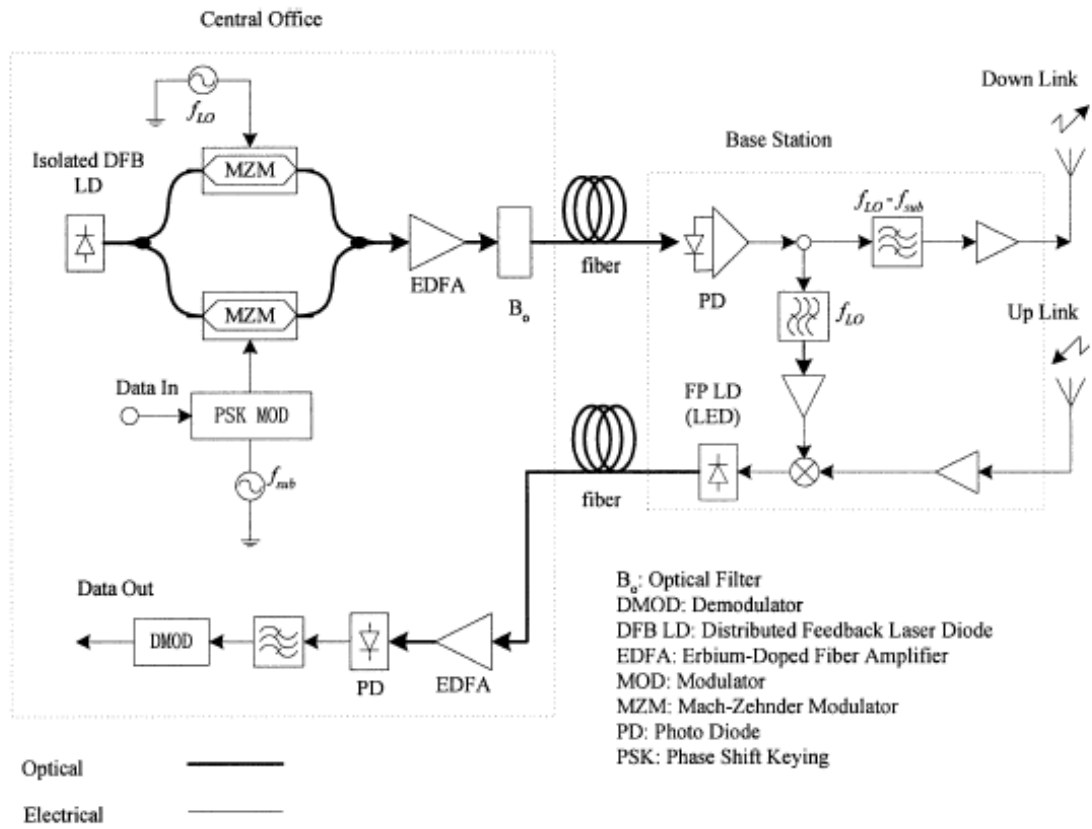 Central Office
f_LO
Isolated DFB
LD
MZM
MZM
EDFA
B_o
fiber
Data In
PSK MOD
f_sub
Base Station
Down Link
f_LO - f_sub
PD
f_LO
Up Link
FP LD
(LED)
fiber
Data Out
DMOD
PD
EDFA
B_o: Optical Filter
DMOD: Demodulator
DFB LD: Distributed Feedback Laser Diode
EDFA: Erbium-Doped Fiber Amplifier
MOD: Modulator
MZM: Mach-Zehnder Modulator
PD: Photo Diode
PSK: Phase Shift Keying
Optical
Electrical